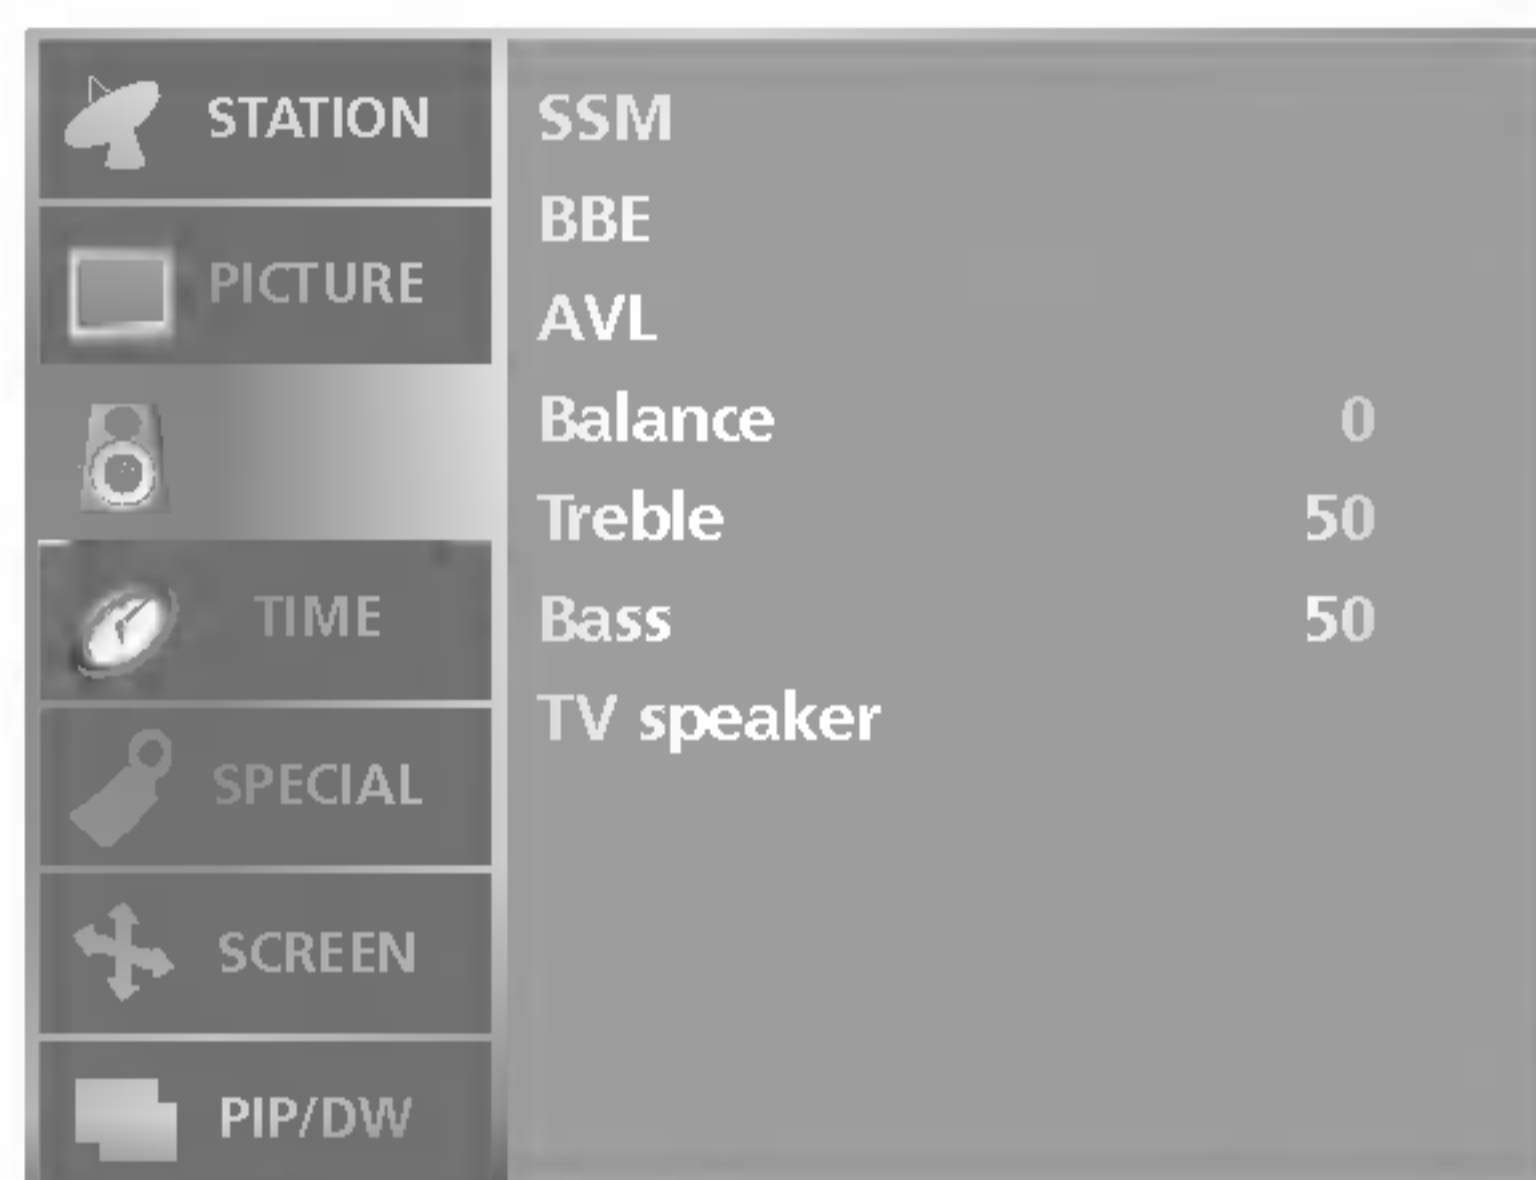 STATION
PICTURE
TIME
SPECIAL
SCREEN
PIP/DW
SSM
BBE
AVL
Balance 0
Treble 50
Bass 50
TV speaker